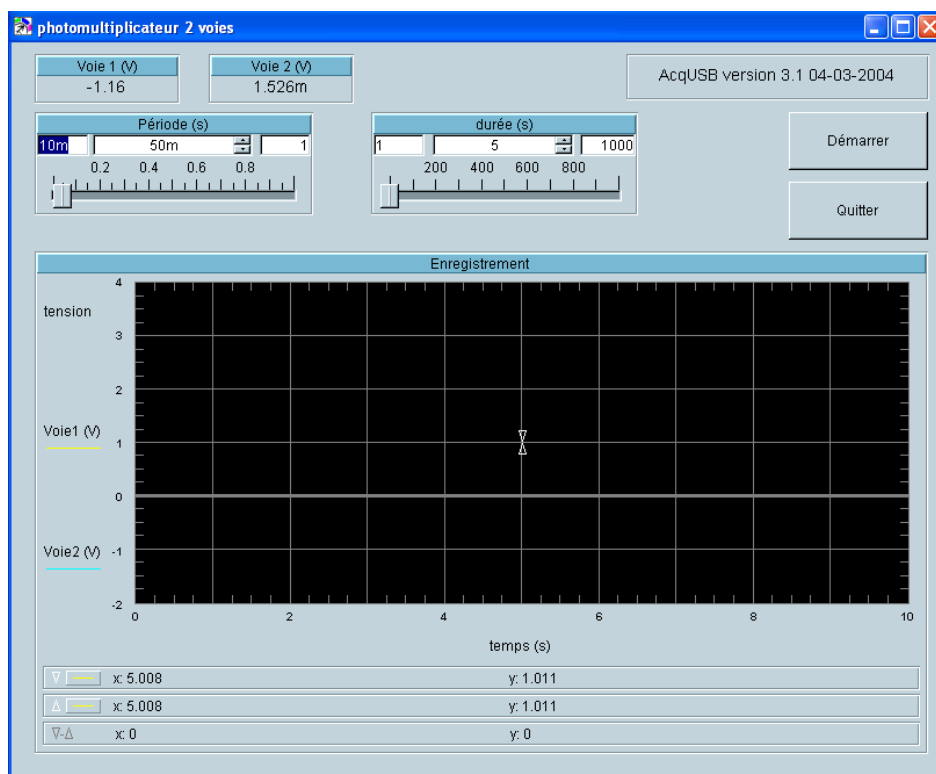 photomultiplicateur 2 voies
Voie 1 (V)
-1.16
Voie 2 (V)
1.526m
AcqUSB version 3.1 04-03-2004
Période (s)
10m 50m 1
0.2 0.4 0.6 0.8
durée (s)
1 5 1000
200 400 600 800
Démarrer
Quitter
Enregistrement
tension
4
3
2
Voie1 (V)
1
0
Voie2 (V)
-1
-2
0 2 4 6 8 10
temps (s)
x: 5.008 y: 1.011
x: 5.008 y: 1.011
∇-Δ x: 0 y: 0